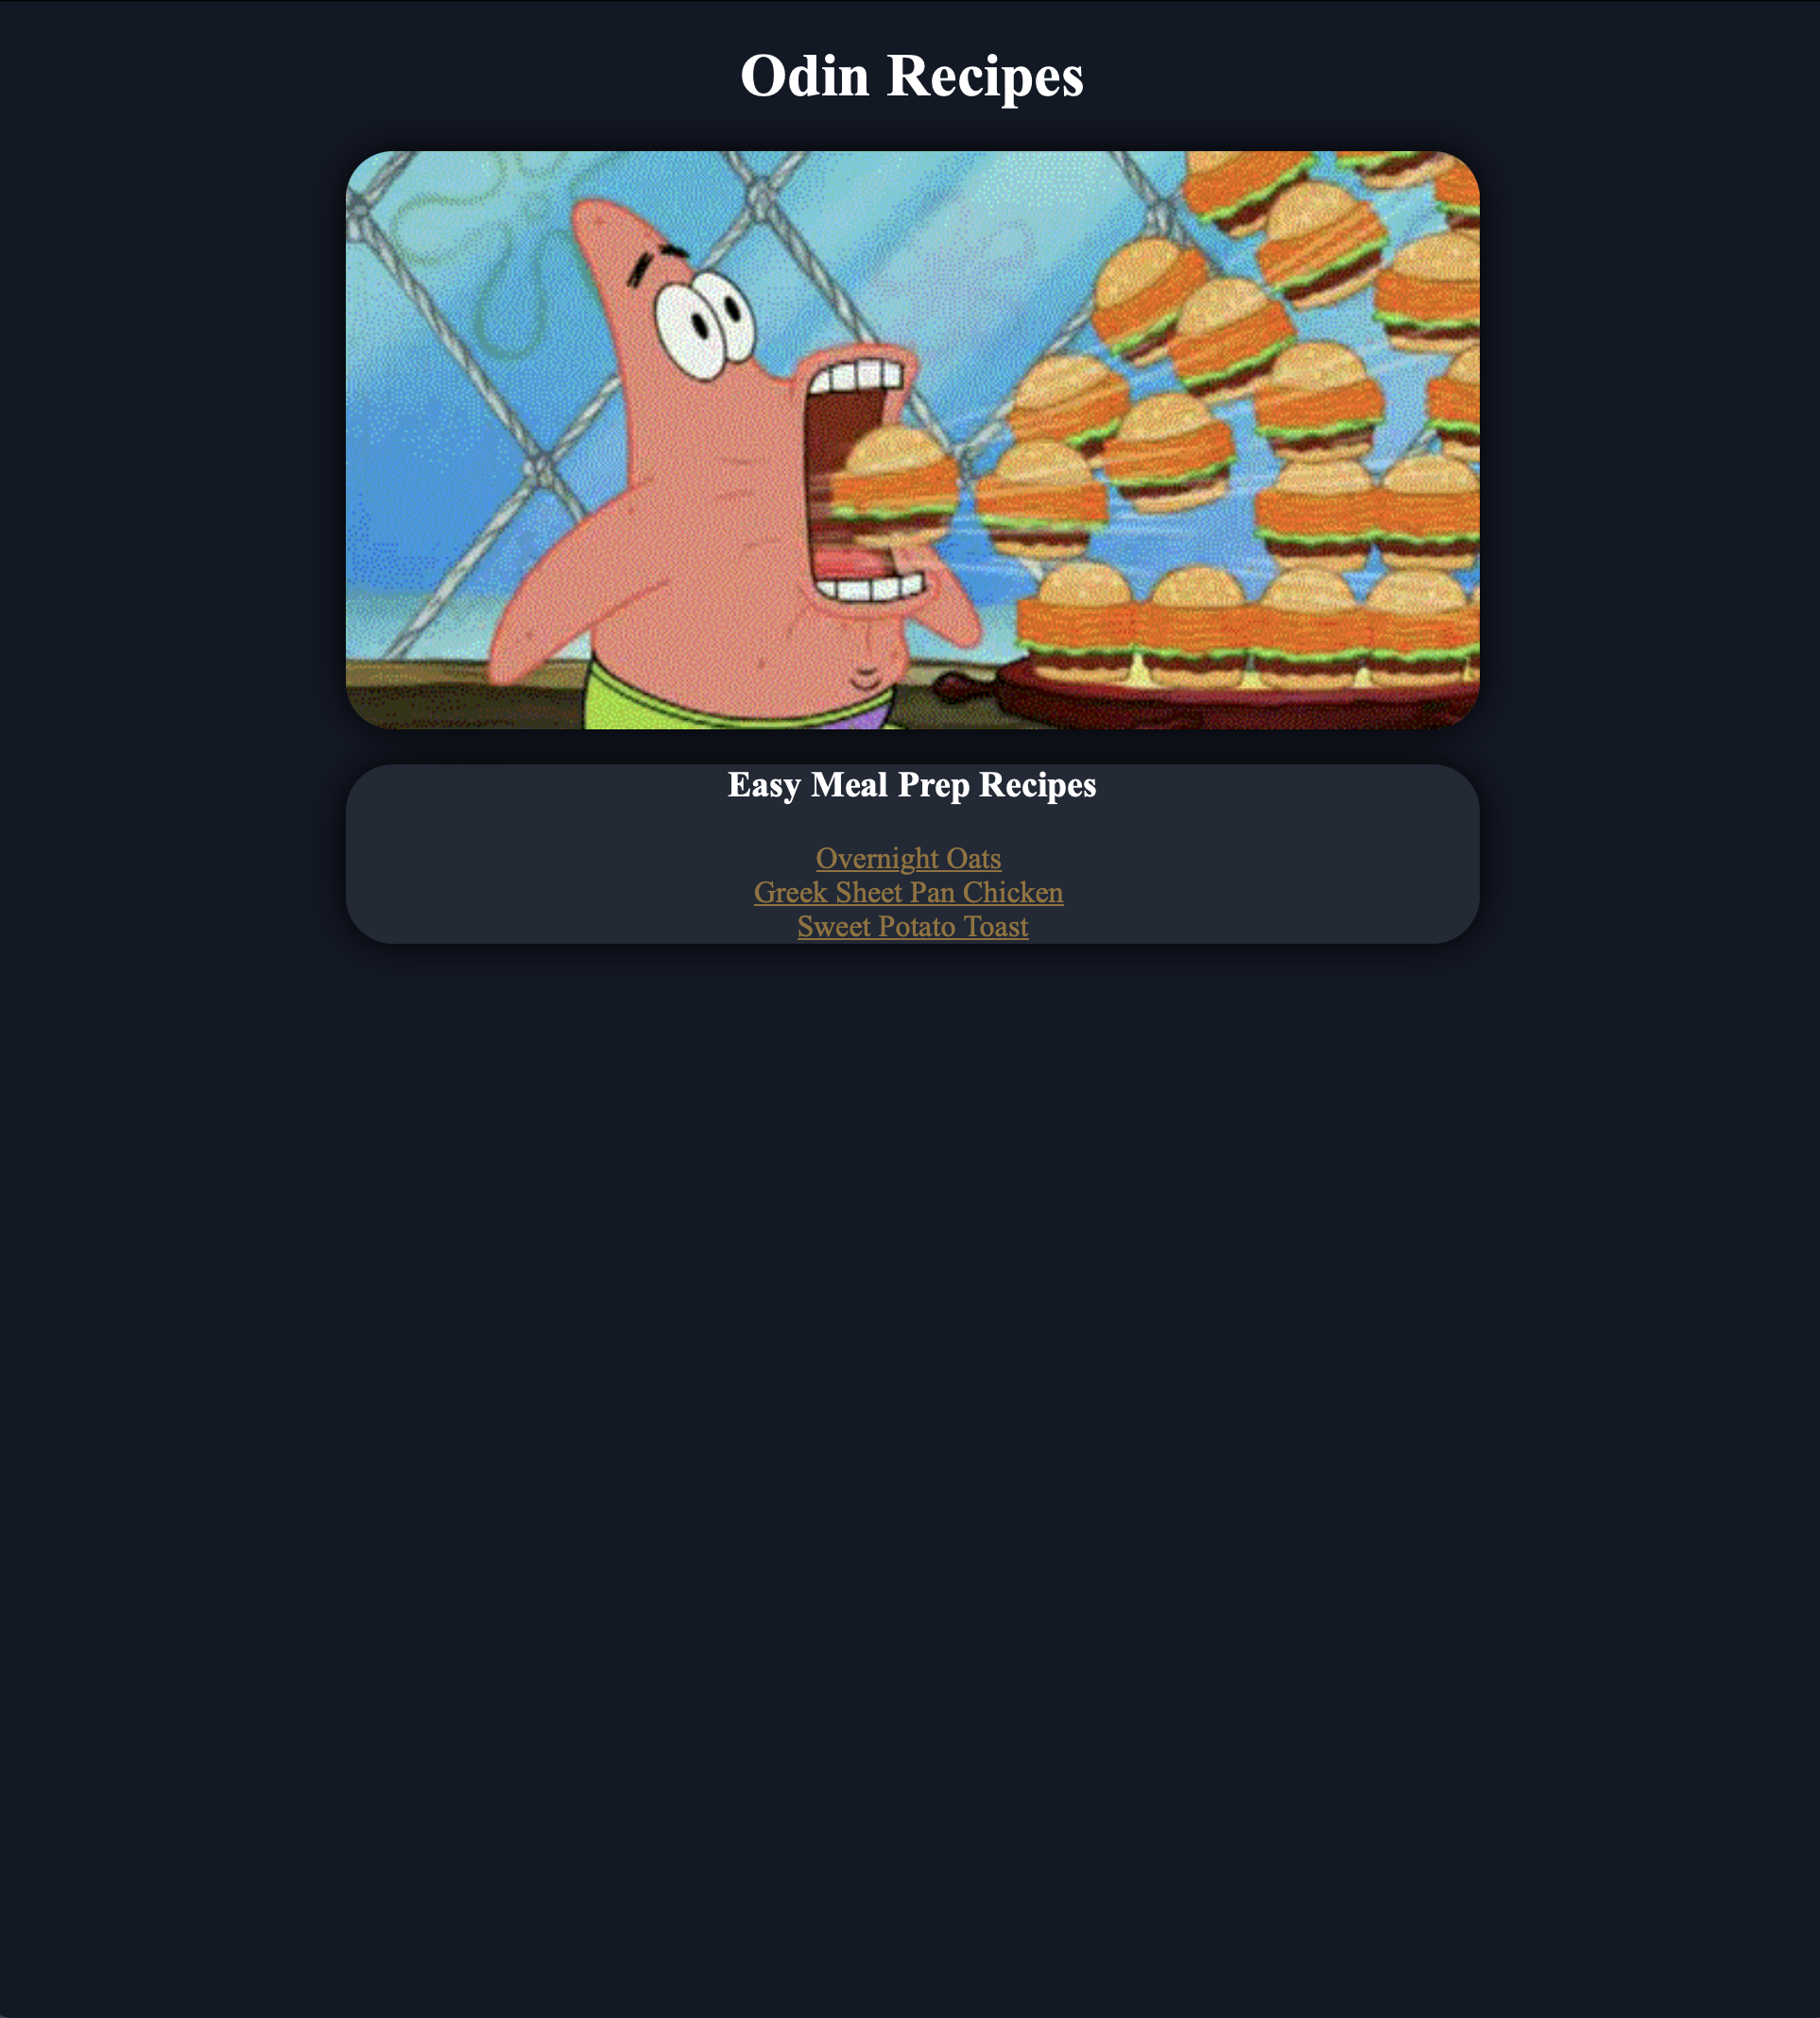 Odin Recipes
Easy Meal Prep Recipes
Overnight Oats
Greek Sheet Pan Chicken
Sweet Potato Toast